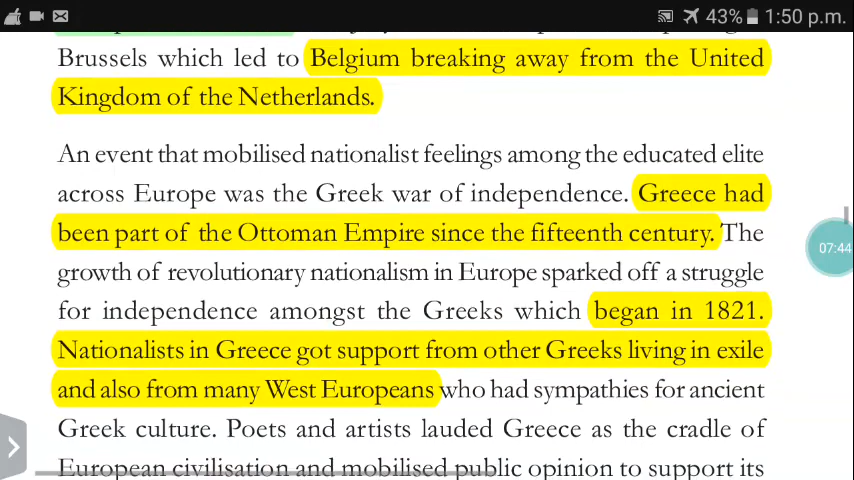 43% 1:50 p.m.
Brussels which led to Belgium breaking away from the United
Kingdom of the Netherlands.
An event that mobilised nationalist feelings among the educated elite
across Europe was the Greek war of independence. Greece had
been part of the Ottoman Empire since the fifteenth century. The
growth of revolutionary nationalism in Europe sparked off a struggle
for independence amongst the Greeks which began in 1821.
07:44
Nationalists in Greece got support from other Greeks living in exile
and also from many West Europeans who had sympathies for ancient
Greek culture. Poets and artists lauded Greece as the cradle of
European civilisation and mobilised public opinion to support its